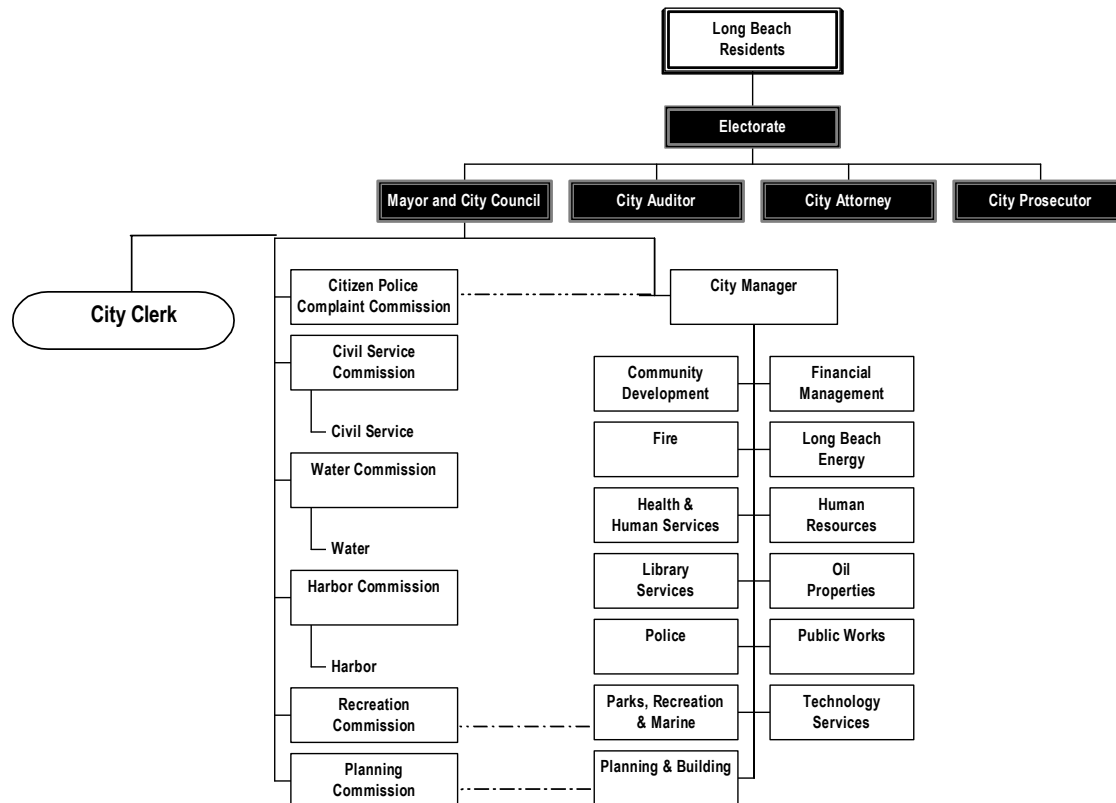 Long Beach
Residents
Electorate
Mayor and City Council
City Auditor
City Attorney
City Prosecutor
City Clerk
Citizen Police
Complaint Commission
City Manager
Civil Service
Commission
Civil Service
Water Commission
Water
Harbor Commission
Harbor
Recreation
Commission
Planning
Commission
Community
Development
Financial
Management
Fire
Long Beach
Energy
Health &
Human Services
Human
Resources
Library
Services
Oil
Properties
Police
Public Works
Parks, Recreation
& Marine
Technology
Services
Planning & Building